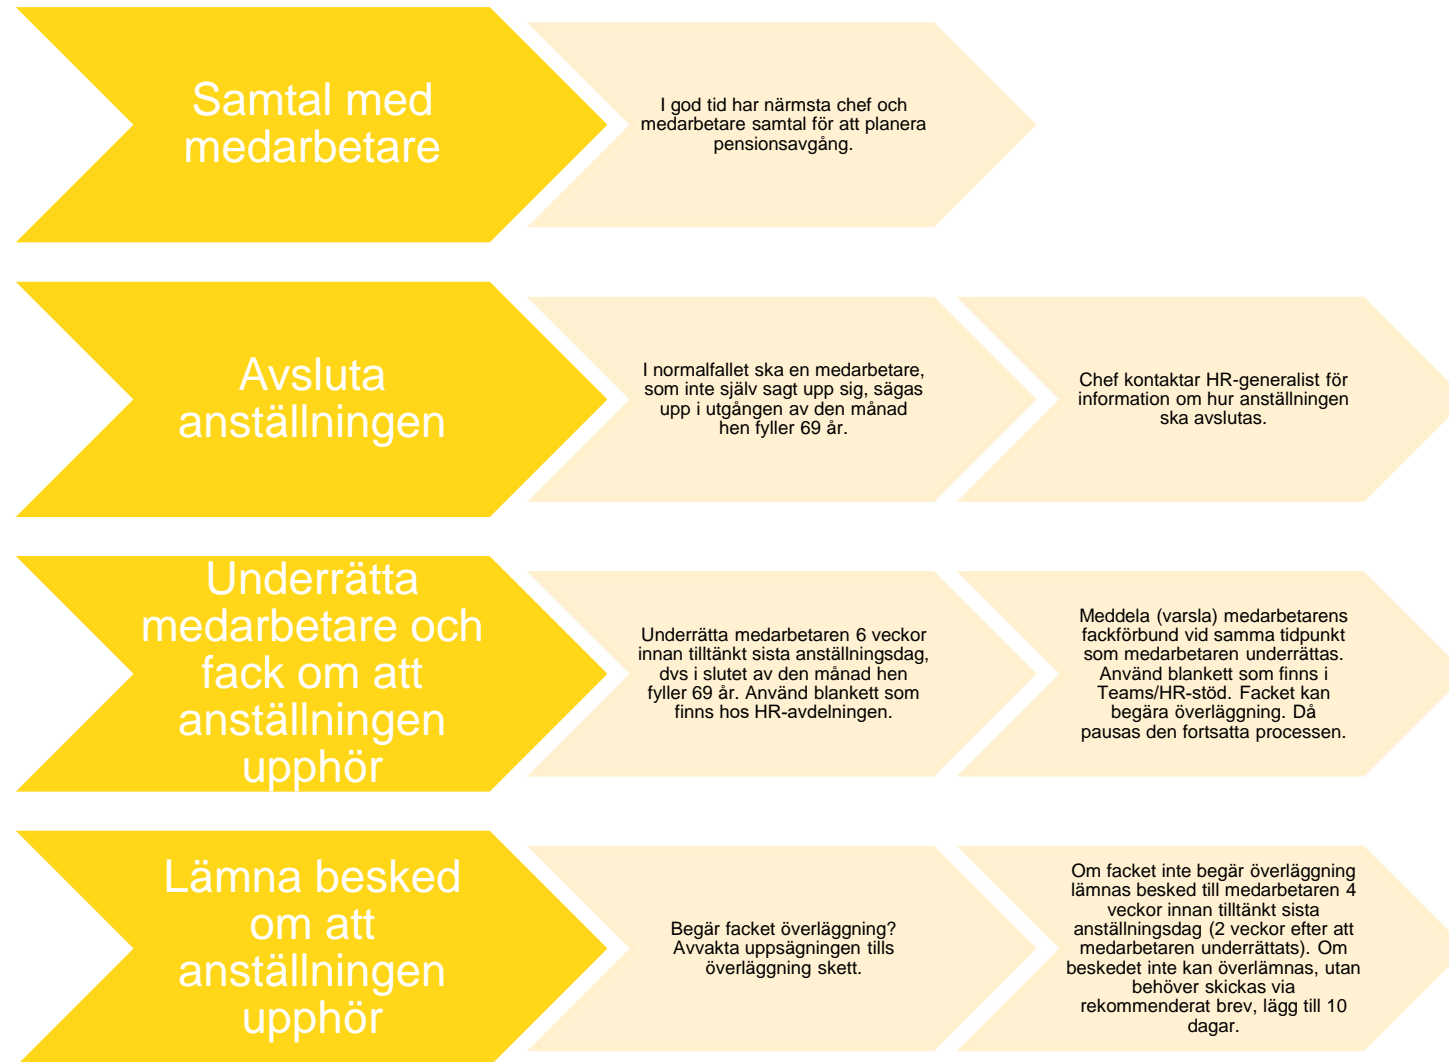 Samtal med
medarbetare
I god tid har närmsta chef och
medarbetare samtal för att planera
pensionsavgång.
Avsluta
anställningen
I normalfallet ska en medarbetare,
som inte själv sagt upp sig, sägas
upp i utgången av den månad
hen fyller 69 år.
Chef kontaktar HR-generalist för
information om hur anställningen
ska avslutas.
Underrätta
medarbetare och
fack om att
anställningen
upphör
Underrätta medarbetaren 6 veckor
innan tilltänkt sista anställningsdag,
dvs i slutet av den månad hen
fyller 69 år. Använd blankett som
finns hos HR-avdelningen.
Meddela (varsla) medarbetarens
fackförbund vid samma tidpunkt
som medarbetaren underrättas.
Använd blankett som finns i
Teams/HR-stöd. Facket kan
begära överläggning. Då
pausas den fortsatta processen.
Lämna besked
om att
anställningen
upphör
Begär facket överläggning?
Avvakta uppsägningen tills
överläggning skett.
Om facket inte begär överläggning
lämnas besked till medarbetaren 4
veckor innan tilltänkt sista
anställningsdag (2 veckor efter att
medarbetaren underrättats). Om
beskedet inte kan överlämnas, utan
behöver skickas via
rekommenderat brev, lägg till 10
dagar.